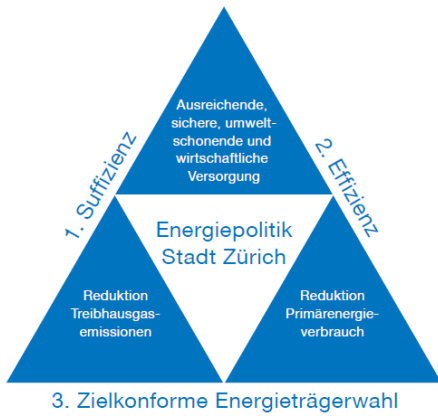 Ausreichende,
sichere, umwelt-
schonende und
wirtschaftliche
Versorgung
1. Suffizienz
2. Effizienz
Energiepolitik
Stadt Zürich
Reduktion
Treibhausgas-
emissionen
Reduktion
Primärenergie-
verbrauch
3. Zielkonforme Energieträgerwahl